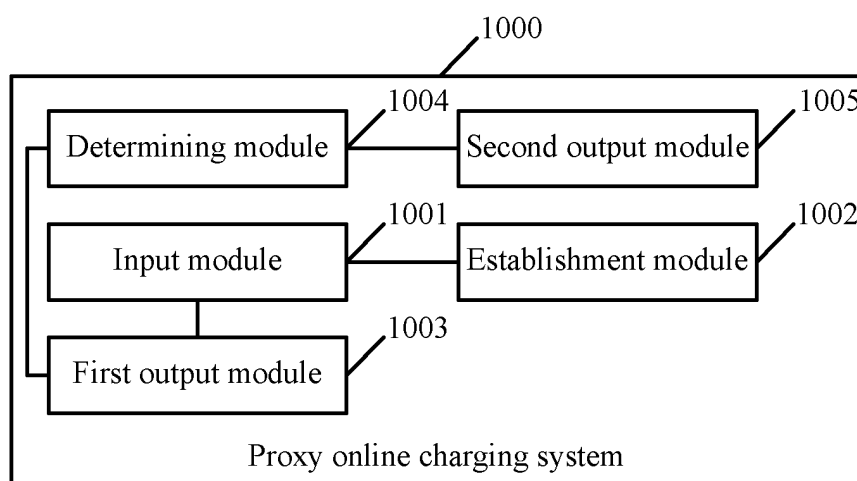 1000
1004
1005
Determining module
Second output module
1001
1002
Input module
Establishment module
1003
First output module
Proxy online charging system